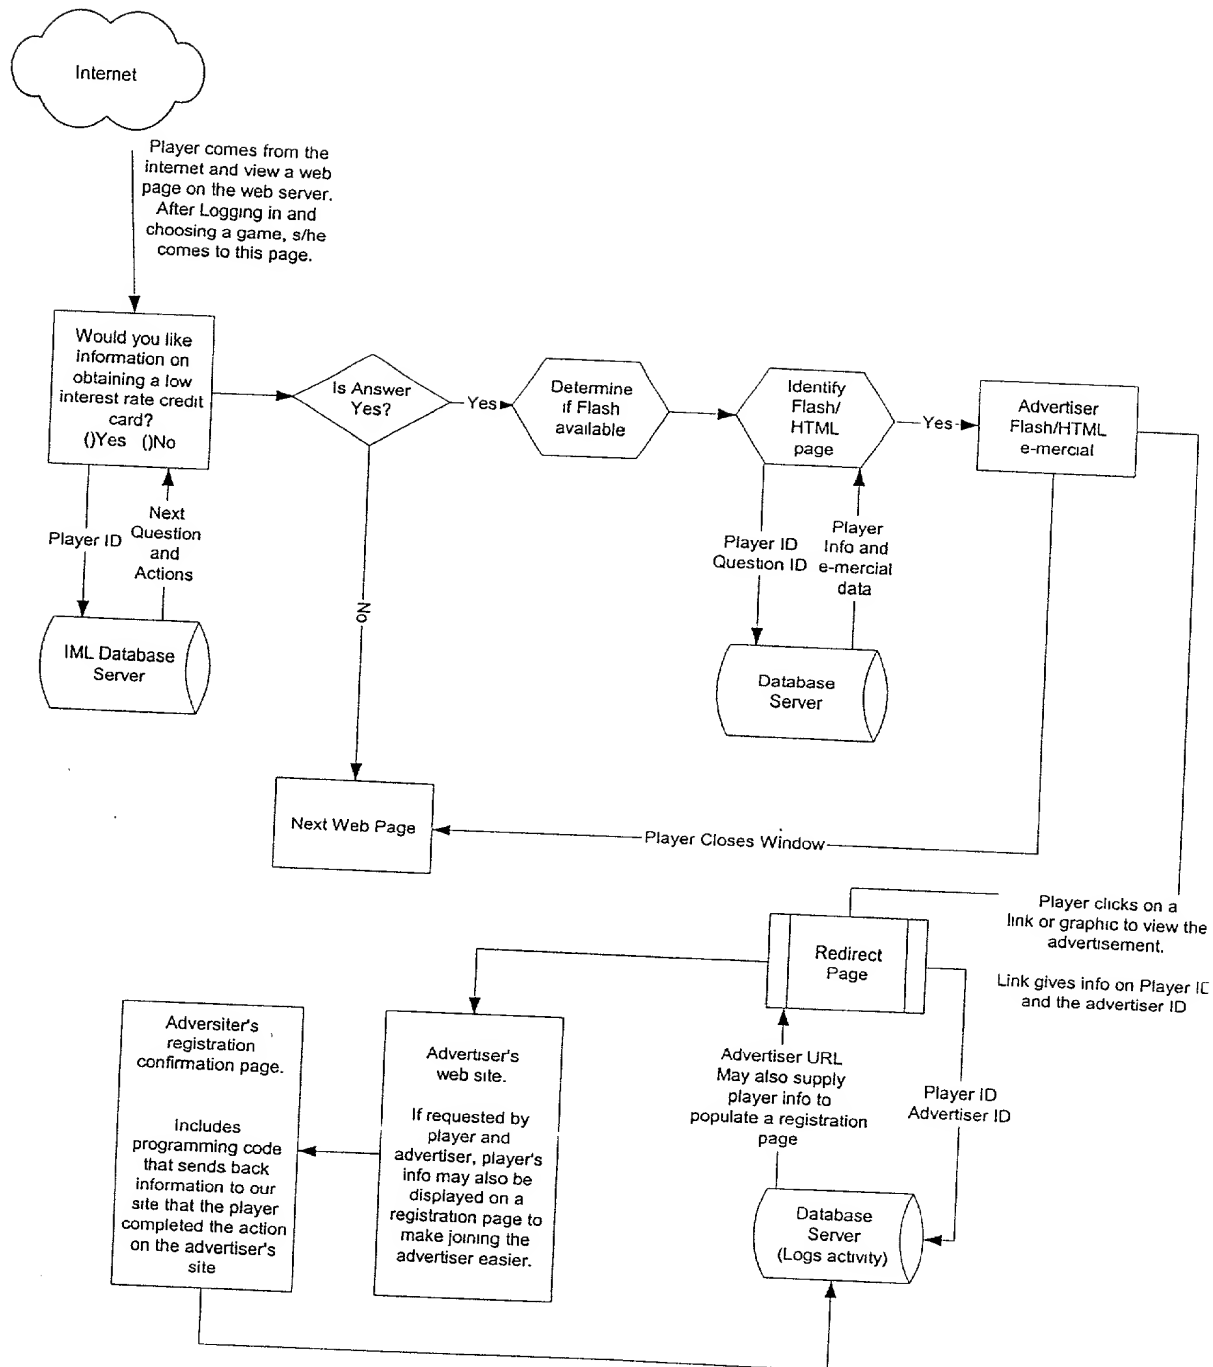 Internet
Player comes from the
internet and view a web
page on the web server.
After Logging in and
choosing a game, s/he
comes to this page.
Would you like
information on
obtaining a low
interest rate credit
card?
()Yes ()No
Is Answer
Yes?
Yes
Determine
if Flash
available
Identify
Flash/
HTML
page
Yes
Advertiser
Flash/HTML
e-mercial
Player ID
Next
Question
and
Actions
IML Database
Server
No
Player ID
Question ID
Player
Info and
e-mercial
data
Database
Server
Next Web Page
Player Closes Window
Player clicks on a
link or graphic to view the
advertisement.
Link gives info on Player ID
and the advertiser ID
Redirect
Page
Adversiter's
registration
confirmation page.
Includes
programming code
that sends back
information to our
site that the player
completed the action
on the advertiser's
site
Advertiser's
web site.
If requested by
player and
advertiser, player's
info may also be
displayed on a
registration page to
make joining the
advertiser easier.
Advertiser URL
May also supply
player info to
populate a registration
page
Player ID
Advertiser ID
Database
Server
(Logs activity)